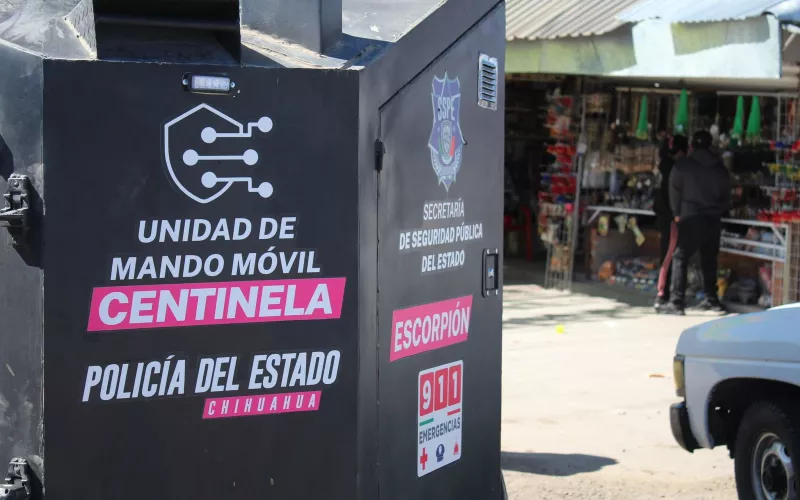 UNIDAD DE
MANDO MÓVIL
CENTINELA
POLICÍA DEL ESTADO
CHIHUAHUA
SSPE
SECRETARÍA
DE SEGURIDAD PÚBLICA
DEL ESTADO
ESCORPIÓN
911
EMERGENCIAS